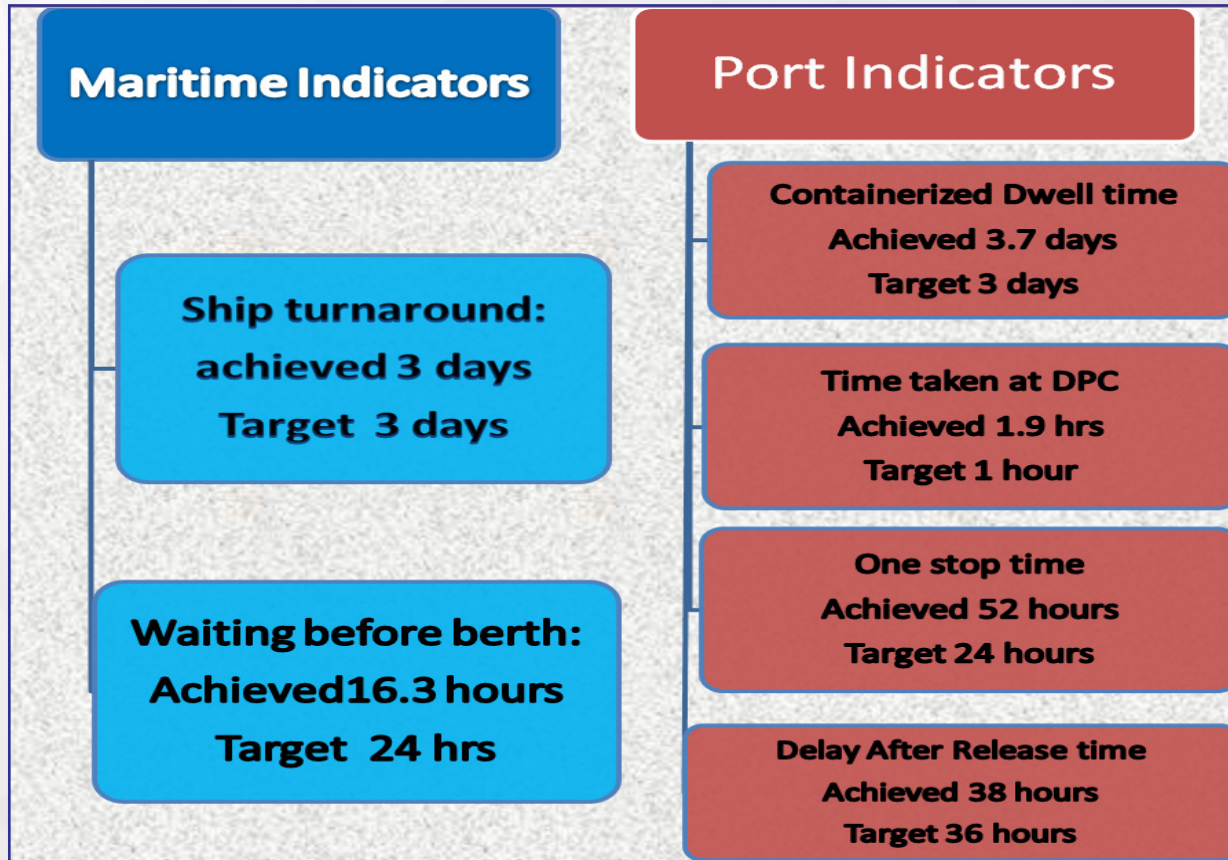 Maritime Indicators
Ship turnaround:
achieved 3 days
Target 3 days
Waiting before berth:
Achieved16.3 hours
Target 24 hrs
Port Indicators
Containerized Dwell time
Achieved 3.7 days
Target 3 days
Time taken at DPC
Achieved 1.9 hrs
Target 1 hour
One stop time
Achieved 52 hours
Target 24 hours
Delay After Release time
Achieved 38 hours
Target 36 hours